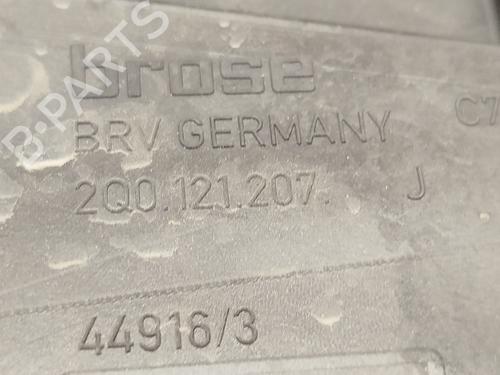 B-PARTS
brose
BRV GERMANY C7
2Q0.121.207. J
44916/3